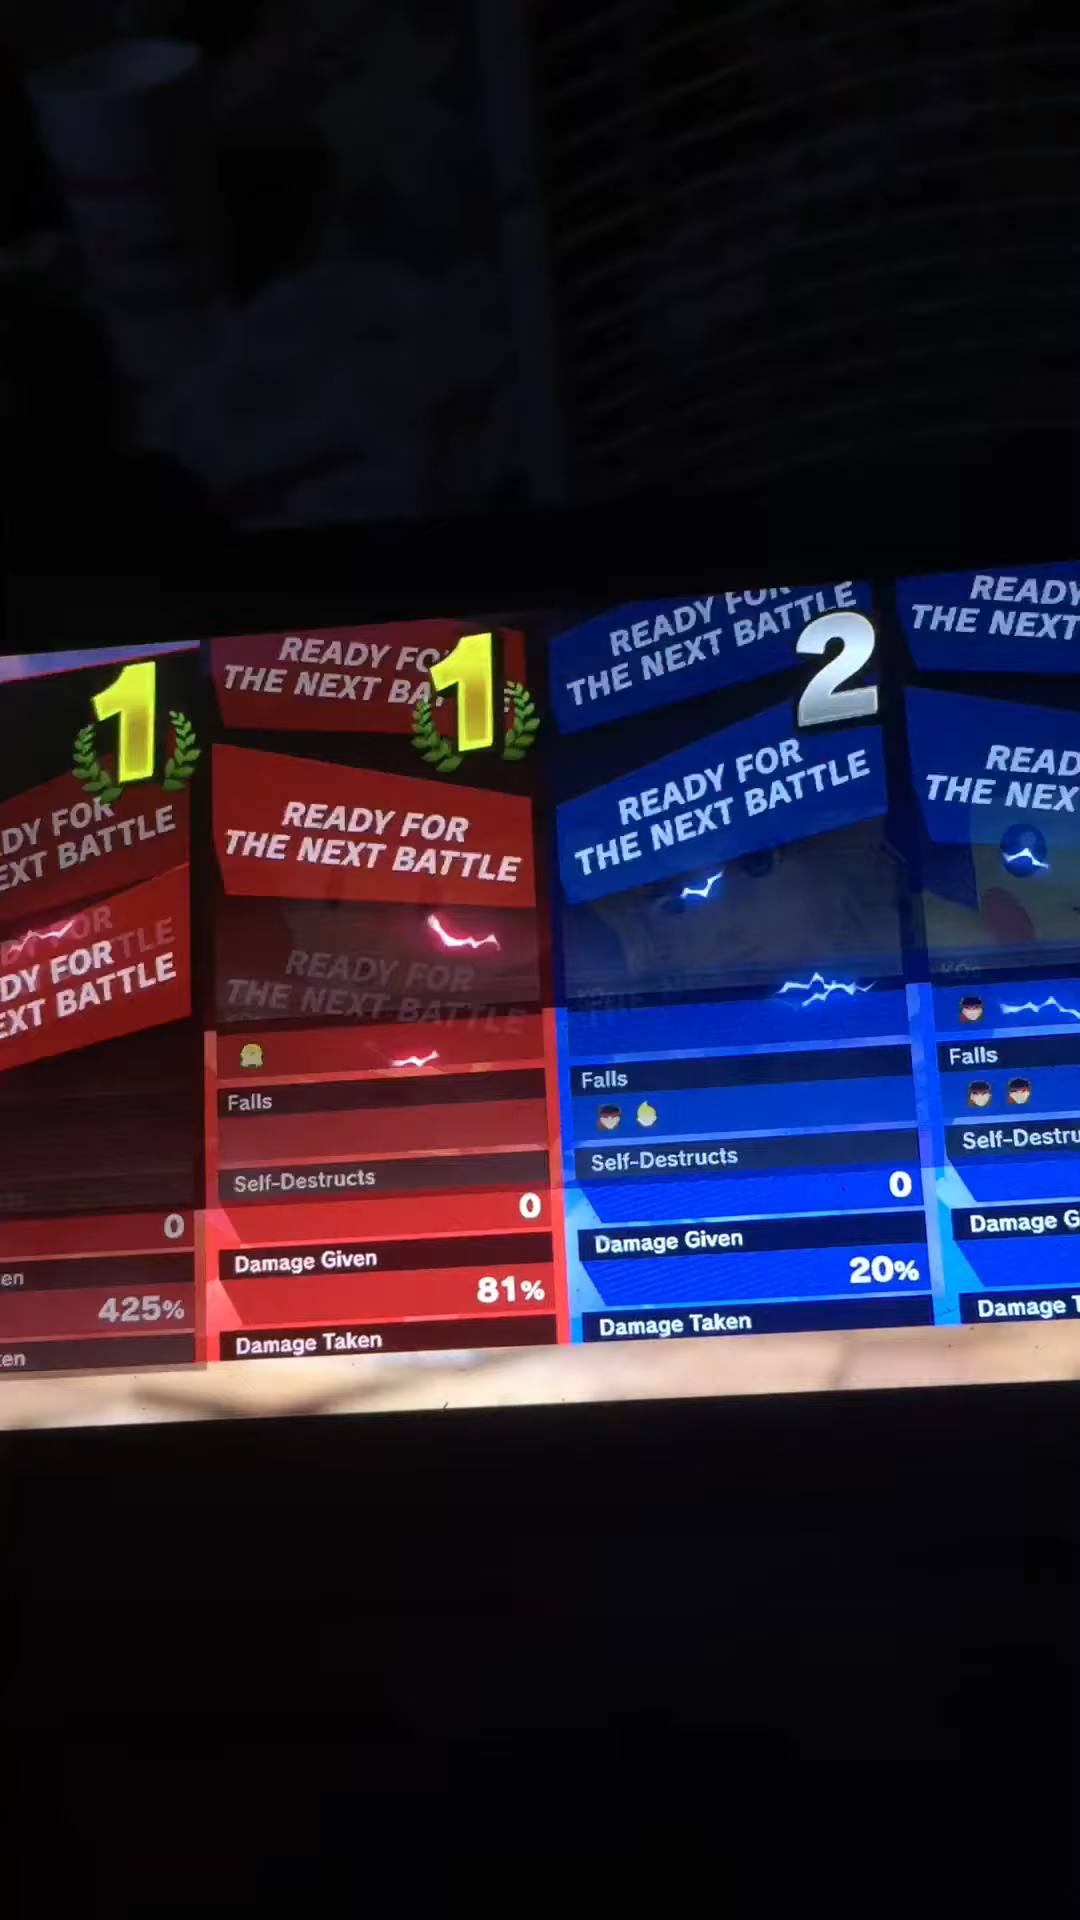 1
DY FOR
EXT BATTLE
DY FOR
EXT BATTLE
0
en
425%
en
READY FO
THE NEXT BA
1
READY FOR
THE NEXT BATTLE
READY FOR
THE NEXT BATTLE
Falls
Self-Destructs
0
Damage Given
81%
Damage Taken
READY FOR
THE NEXT BATTLE
2
READY FOR
THE NEXT BATTLE
Falls
Self-Destructs
0
Damage Given
20%
Damage Taken
READY
THE NEXT
READ
THE NEX
KOs
Falls
Self-Destru
Damage G
Damage T